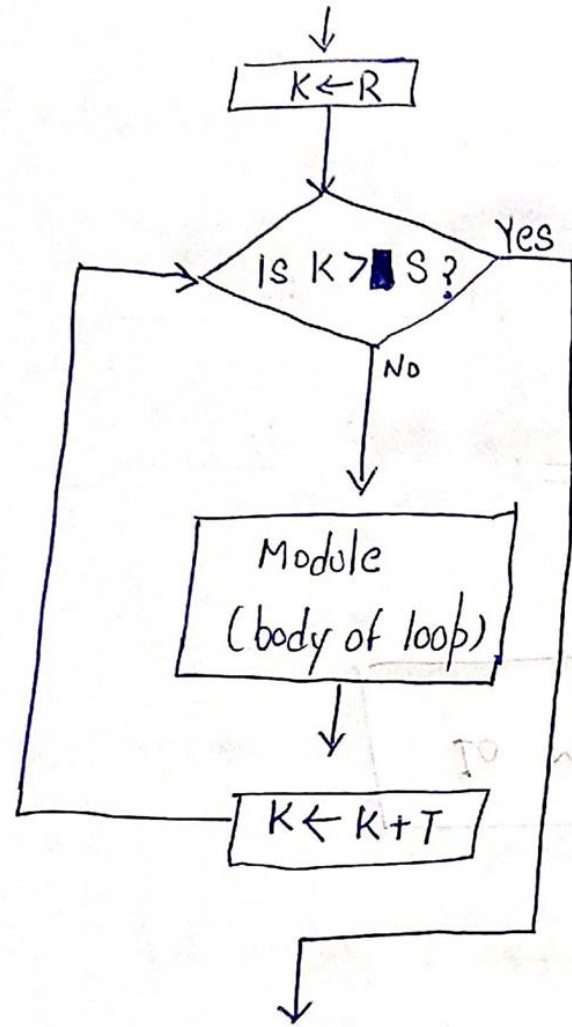 K←R
Is K> S?
Yes
No
Module
(body of loop)
K← K+T